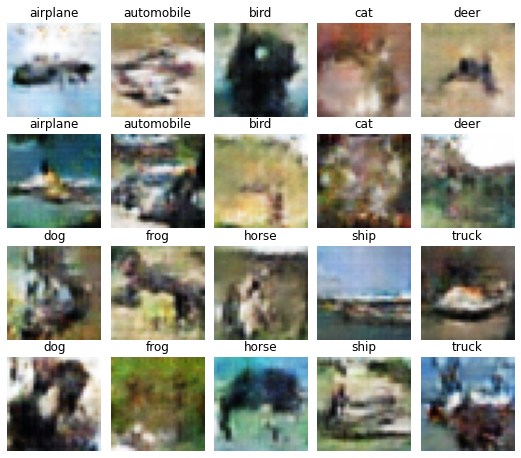 airplane automobile bird cat deer
airplane automobile bird cat deer
dog frog horse ship truck
dog frog horse ship truck